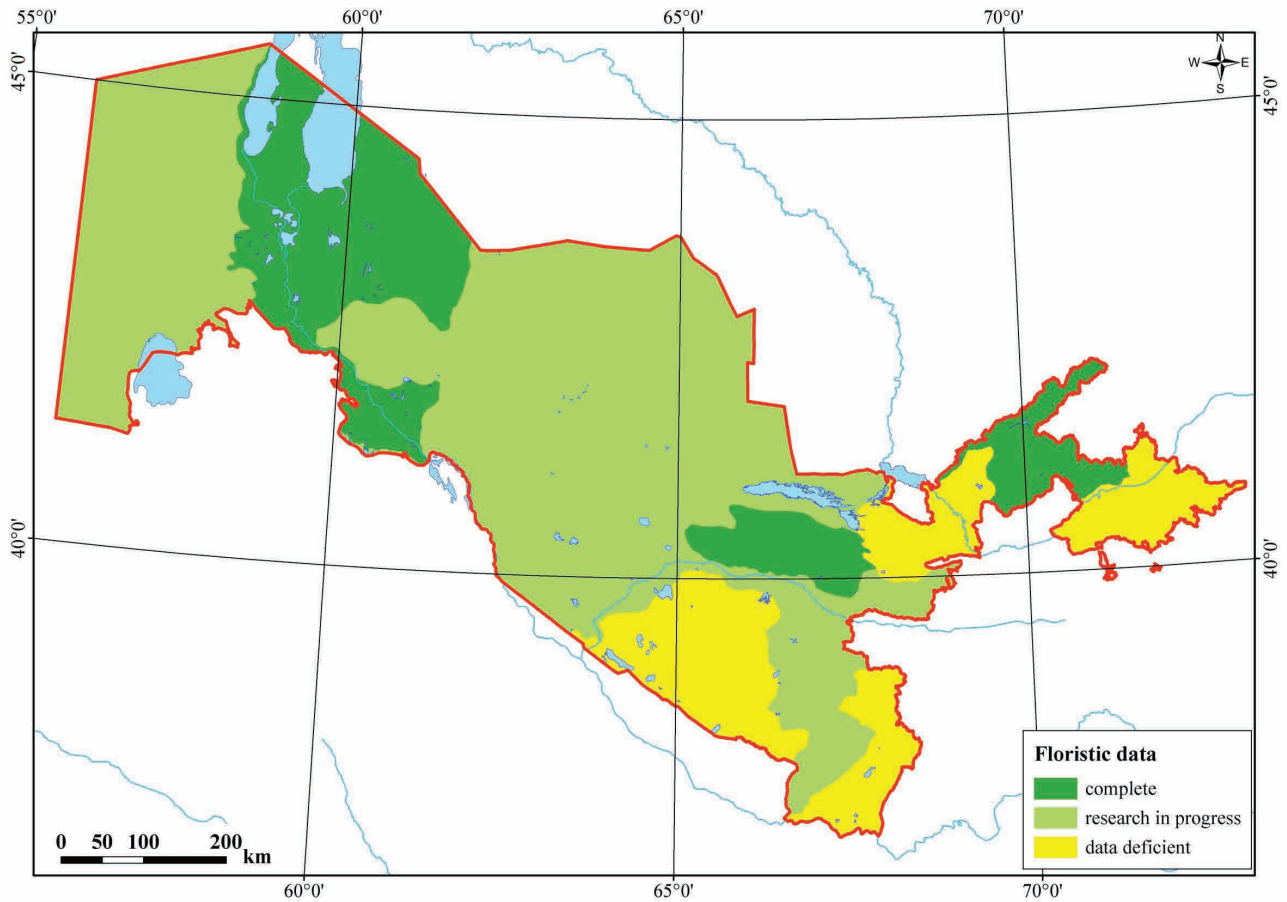 55°0' 60°0' 65°0' 70°0'
N
W E
S
45°0' 45°0'
40°0' 40°0'
Floristic data
complete
research in progress
data deficient
0 50 100 200
km
60°0' 65°0' 70°0'